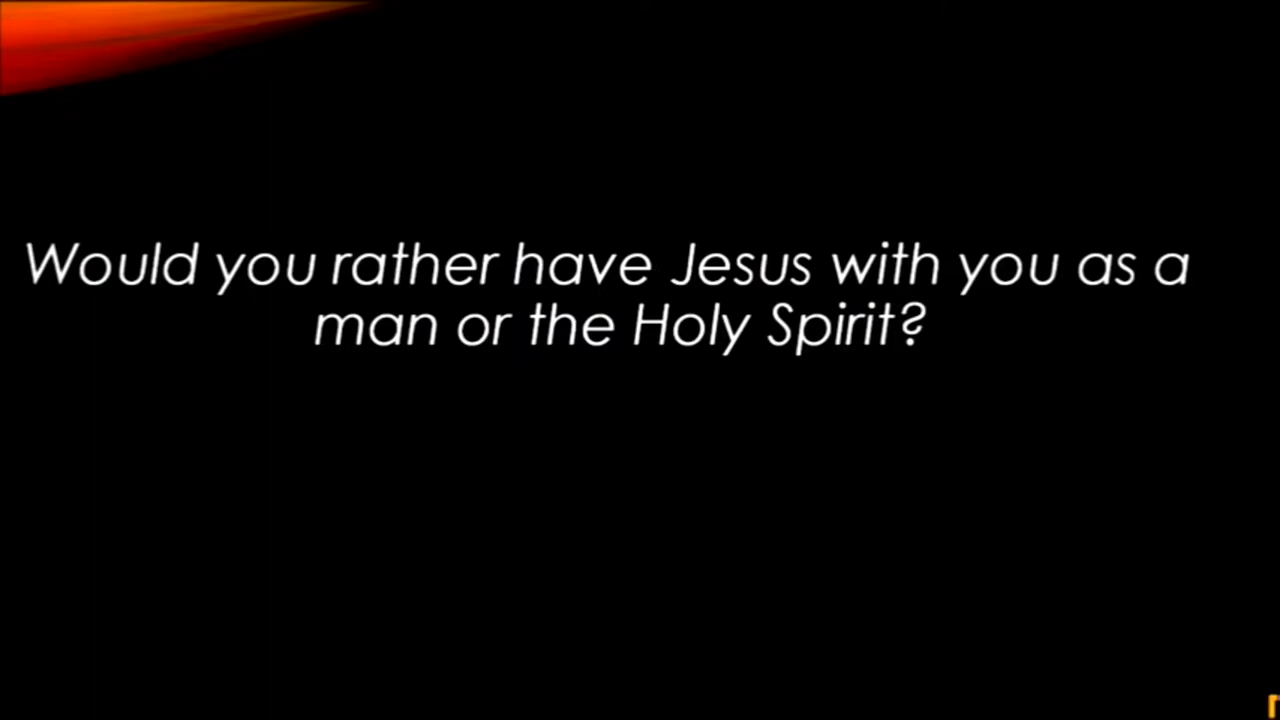 Would you rather have Jesus with you as a
man or the Holy Spirit?